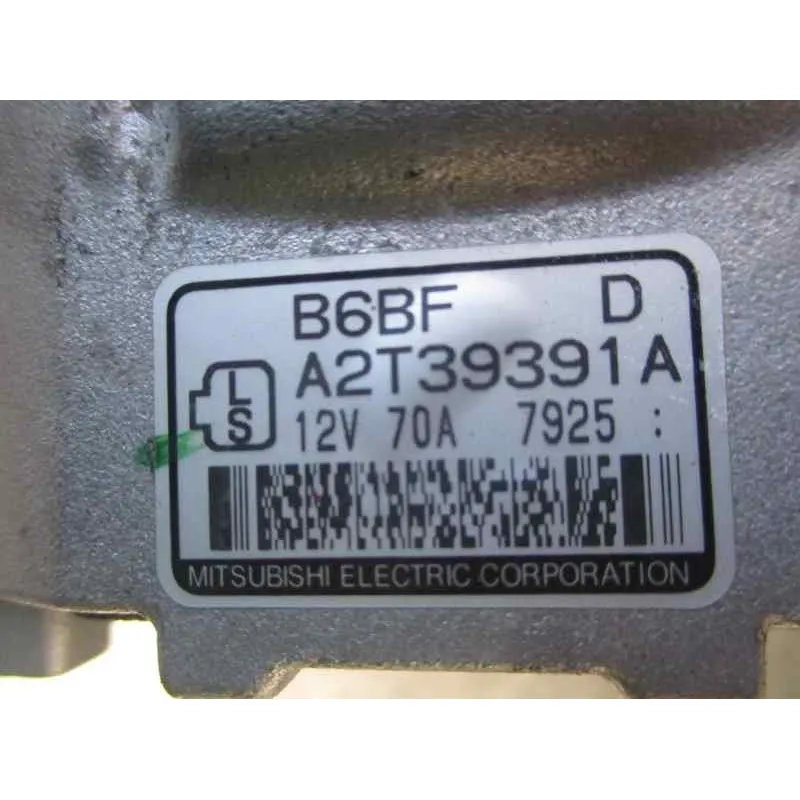 B6BF D
A2T39391A
L
S
12V 70A 7925 :
MITSUBISHI ELECTRIC CORPORATION